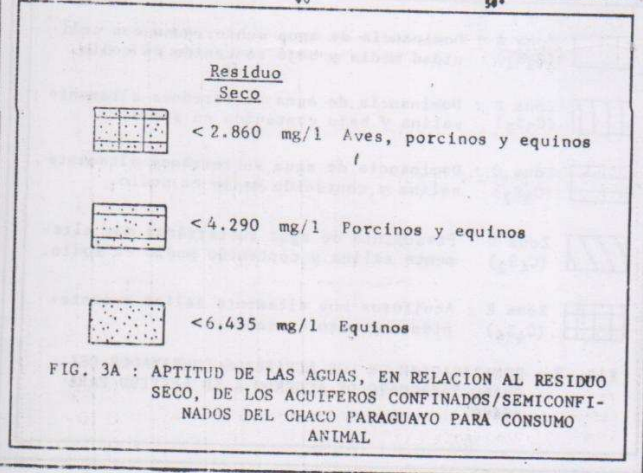 Residuo
Seco
<2.860 mg/l Aves, porcinos y equinos
<4.290 mg/l Porcinos y equinos
<6.435 mg/l Equinos
FIG. 3A : APTITUD DE LAS AGUAS, EN RELACION AL RESIDUO
SECO, DE LOS ACUIFEROS CONFINADOS/SEMICONFI-
NADOS DEL CHACO PARAGUAYO PARA CONSUMO
ANIMAL